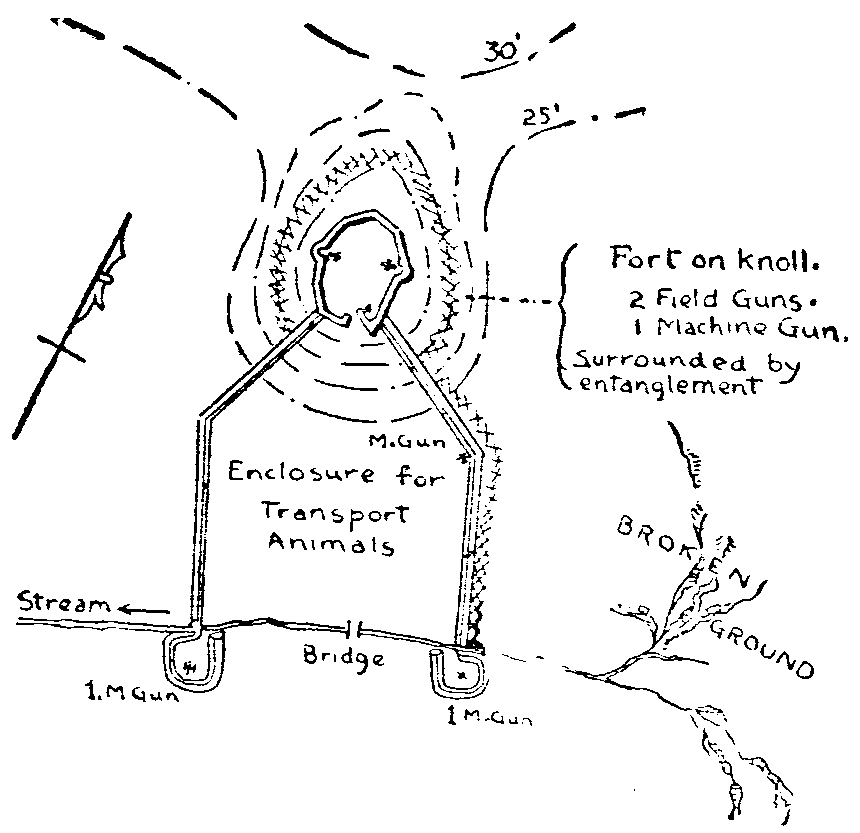 30'
25'
Fort on knoll.
2 Field Guns.
1 Machine Gun.
Surrounded by
entanglement
M.Gun
Enclosure for
Transport
Animals
BROKEN
GROUND
Stream
Bridge
1.M Gun
1 M.Gun